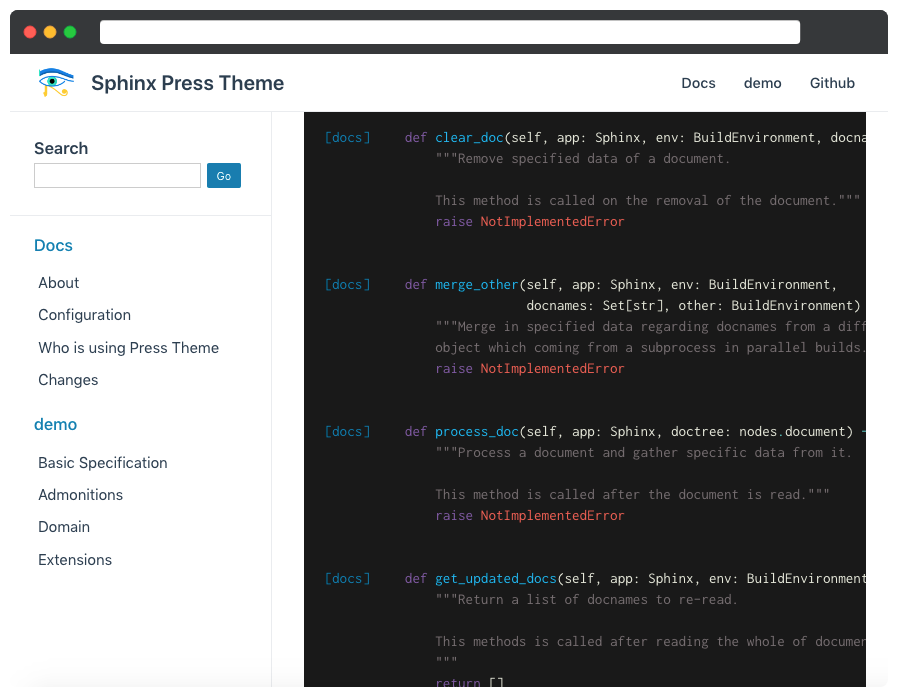 Sphinx Press Theme
Docs
demo
Github
Search
Go
Docs
About
Configuration
Who is using Press Theme
Changes
demo
Basic Specification
Admonitions
Domain
Extensions
[docs] def clear_doc(self, app: Sphinx, env: BuildEnvironment, docna
"""Remove specified data of a document.
This method is called on the removal of the document."""
raise NotImplementedError
[docs] def merge_other(self, app: Sphinx, env: BuildEnvironment,
docnames: Set[str], other: BuildEnvironment)
"""Merge in specified data regarding docnames from a diff
object which coming from a subprocess in parallel builds.
raise NotImplementedError
[docs] def process_doc(self, app: Sphinx, doctree: nodes.document) -
"""Process a document and gather specific data from it.
This method is called after the document is read."""
raise NotImplementedError
[docs] def get_updated_docs(self, app: Sphinx, env: BuildEnvironment
"""Return a list of docnames to re-read.
This methods is called after reading the whole of documen
"""
return []